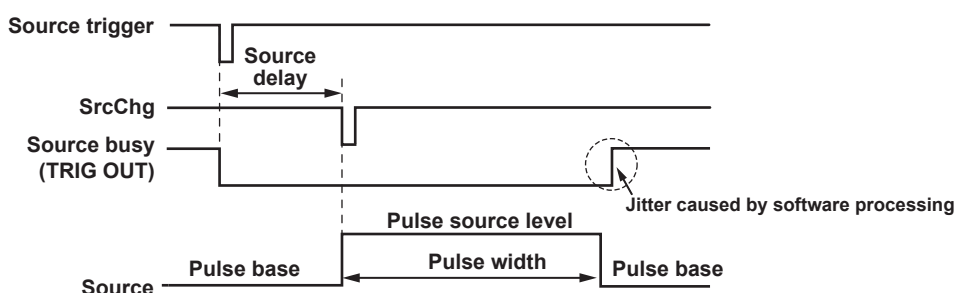 Source trigger
Source
delay
SrcChg
Source busy
(TRIG OUT)
Jitter caused by software processing
Pulse source level
Pulse base
Pulse width
Pulse base
Source